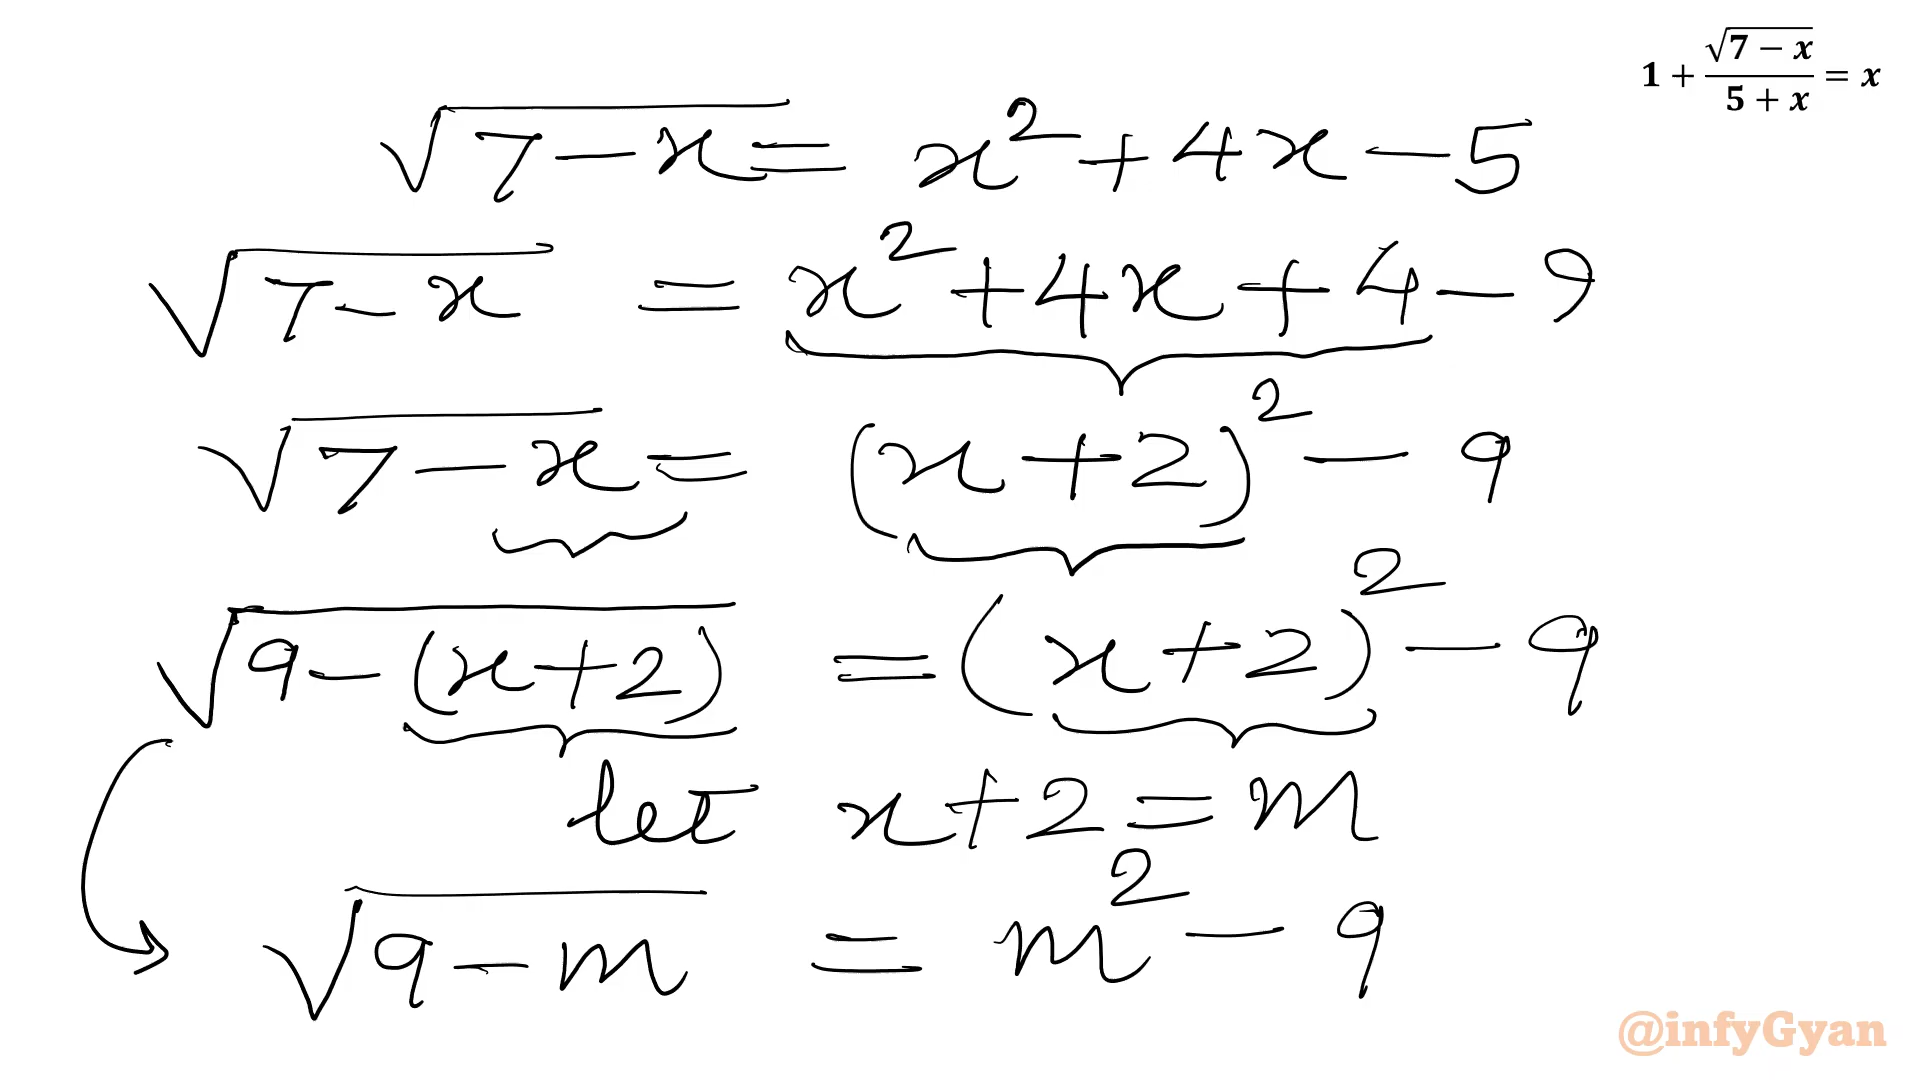 1 + √(7 − x) / (5 + x) = x
√(7 − x) = x² + 4x − 5
√(7 − x) = x² + 4x + 4 − 9
√(7 − x) = (x + 2)² − 9
√(9 − (x + 2)) = (x + 2)² − 9
let x + 2 = m
√(9 − m) = m² − 9
@infyGyan